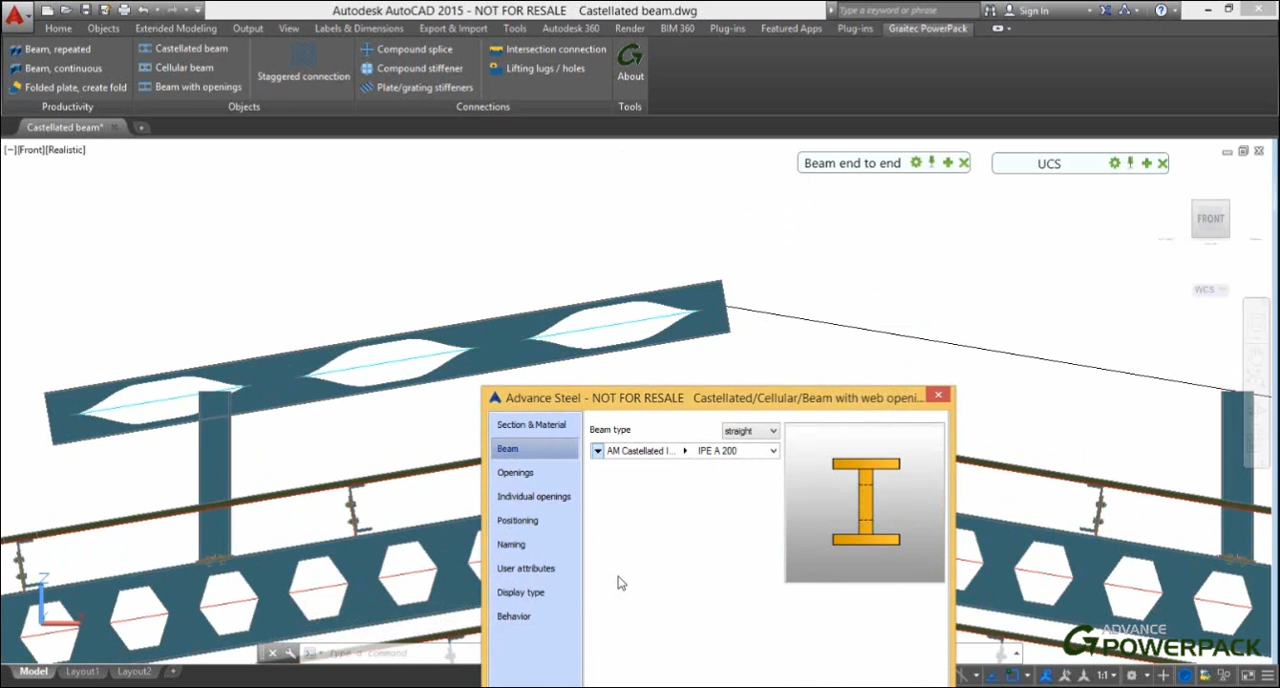 Autodesk AutoCAD 2015 - NOT FOR RESALE Castellated beam.dwg
Type a keyword or phrase
Sign In
Home Objects Extended Modeling Output View Labels & Dimensions Export & Import Tools Autodesk 360 Render BIM 360 Plug-ins Featured Apps Plug-ins Graitec PowerPack
Beam, repeated
Beam, continuous
Folded plate, create fold
Productivity
Castellated beam
Cellular beam
Beam with openings
Staggered connection
Objects
Compound splice
Compound stiffener
Plate/grating stiffeners
Intersection connection
Lifting lugs / holes
Connections
About
Tools
Castellated beam*
[−][Front][Realistic]
Beam end to end
UCS
FRONT
WCS
Advance Steel - NOT FOR RESALE Castellated/Cellular/Beam with web openi...
Section & Material
Beam
Openings
Individual openings
Positioning
Naming
User attributes
Display type
Behavior
Beam type
straight
AM Castellated I...
IPE A 200
Z
X
Type a command
ADVANCE
POWERPACK
Model Layout1 Layout2 +
1:1